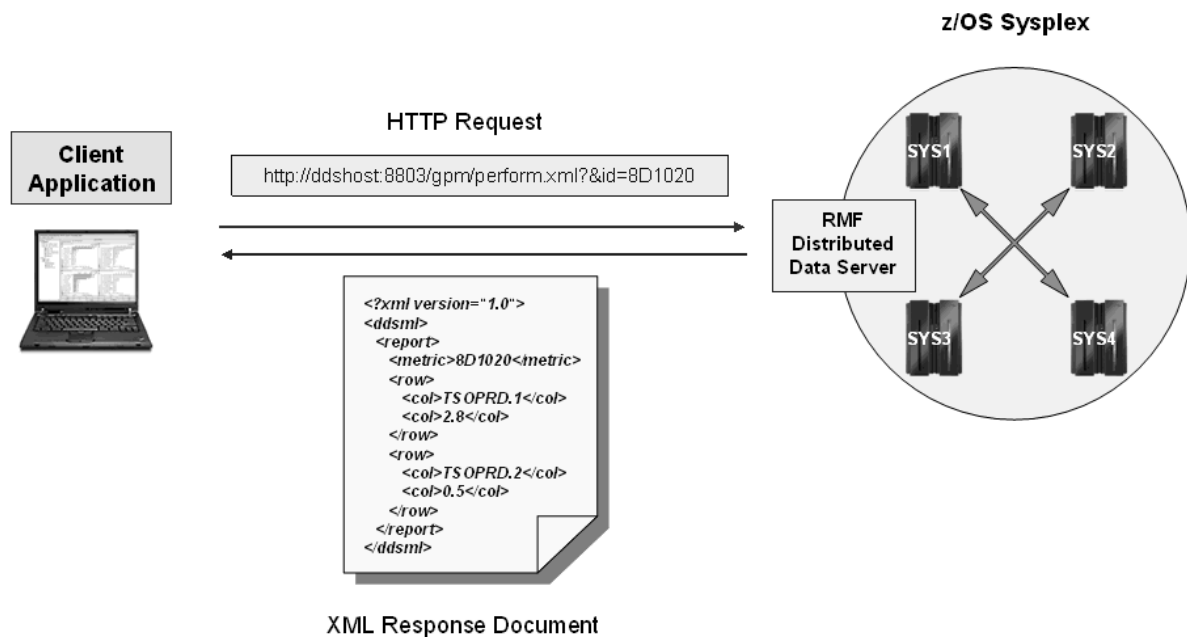 z/OS Sysplex
HTTP Request
Client
Application
http://ddshost:8803/gpm/perform.xml?&id=8D1020
SYS1
SYS2
RMF
Distributed
Data Server
SYS3
SYS4
<?xml version="1.0">
<ddsml>
<report>
<metric>8D1020</metric>
<row>
<col>TSOPRD.1</col>
<col>2.8</col>
</row>
<row>
<col>TSOPRD.2</col>
<col>0.5</col>
</row>
</report>
</ddsml>
XML Response Document